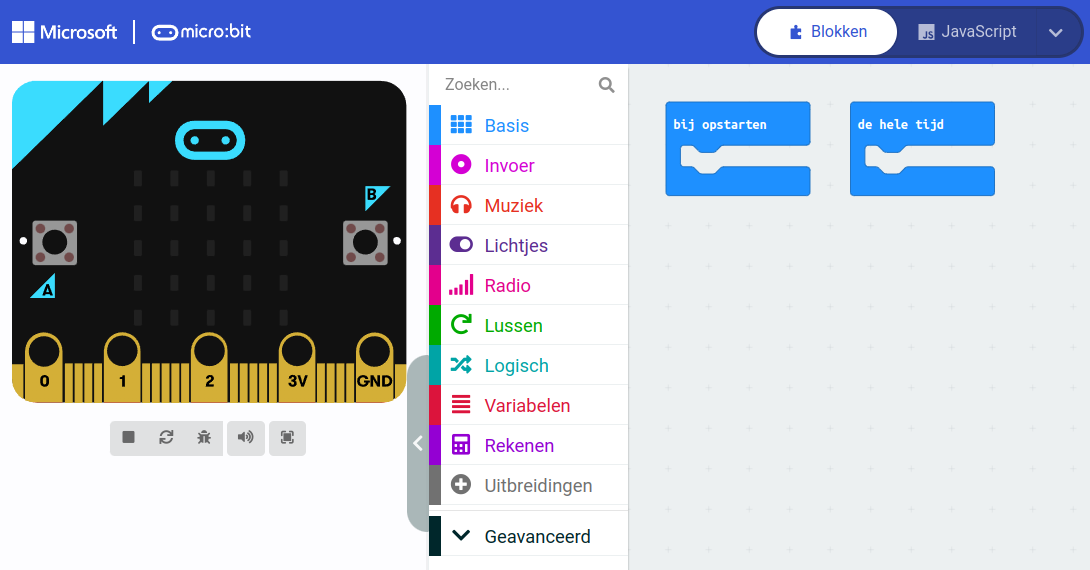 Microsoft
micro:bit
Blokken
JS
JavaScript
B
A
0
1
2
3V
GND
Zoeken...
Basis
Invoer
Muziek
Lichtjes
Radio
Lussen
Logisch
Variabelen
Rekenen
Uitbreidingen
Geavanceerd
bij opstarten
de hele tijd